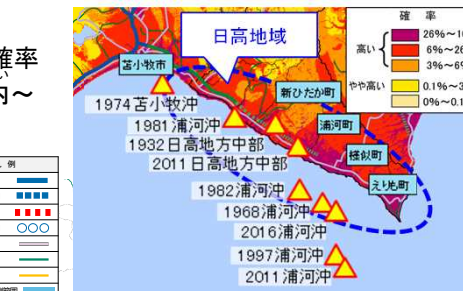 確率
内～
例
日高地域
苫小牧市
新ひだか町
浦河町
様似町
えりも町
1974苫小牧沖
1981浦河沖
1932日高地方中部
2011日高地方中部
1982浦河沖
1968浦河沖
2016浦河沖
1997浦河沖
2011浦河沖
確 率
高い
26%～10
6%～26
3%～6%
やや高い
0.1%～3
0%～0.1